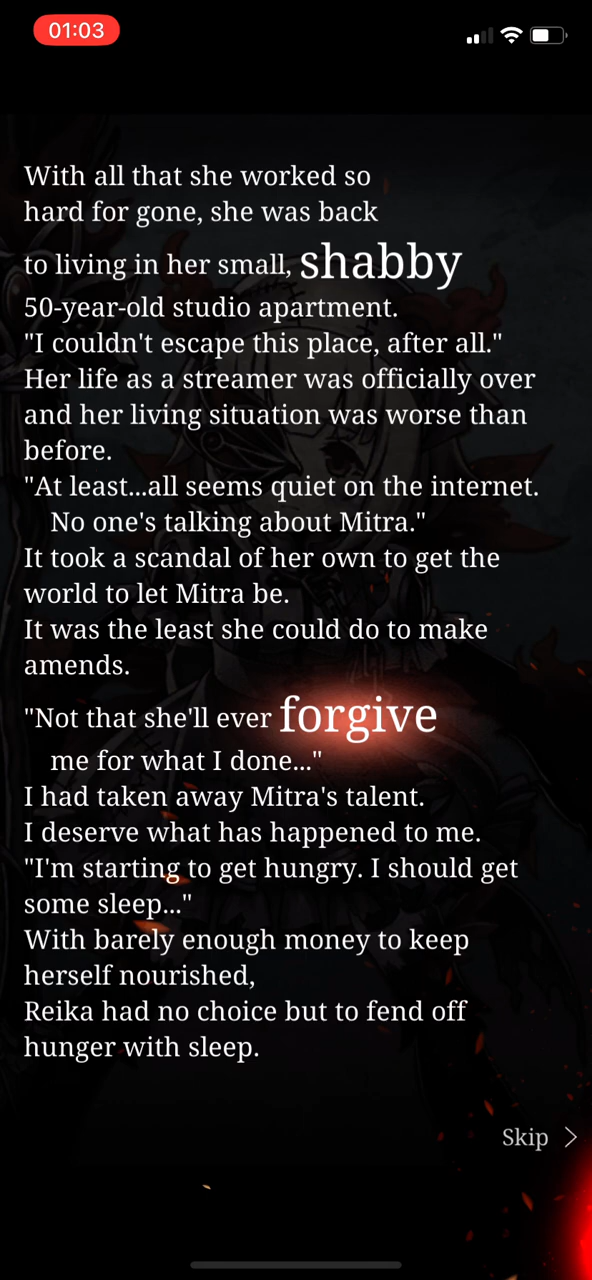 01:03
With all that she worked so
hard for gone, she was back
to living in her small, shabby
50-year-old studio apartment.
"I couldn't escape this place, after all."
Her life as a streamer was officially over
and her living situation was worse than
before.
"At least...all seems quiet on the internet.
No one's talking about Mitra."
It took a scandal of her own to get the
world to let Mitra be.
It was the least she could do to make
amends.
"Not that she'll ever forgive
me for what I done..."
I had taken away Mitra's talent.
I deserve what has happened to me.
"I'm starting to get hungry. I should get
some sleep..."
With barely enough money to keep
herself nourished,
Reika had no choice but to fend off
hunger with sleep.
Skip